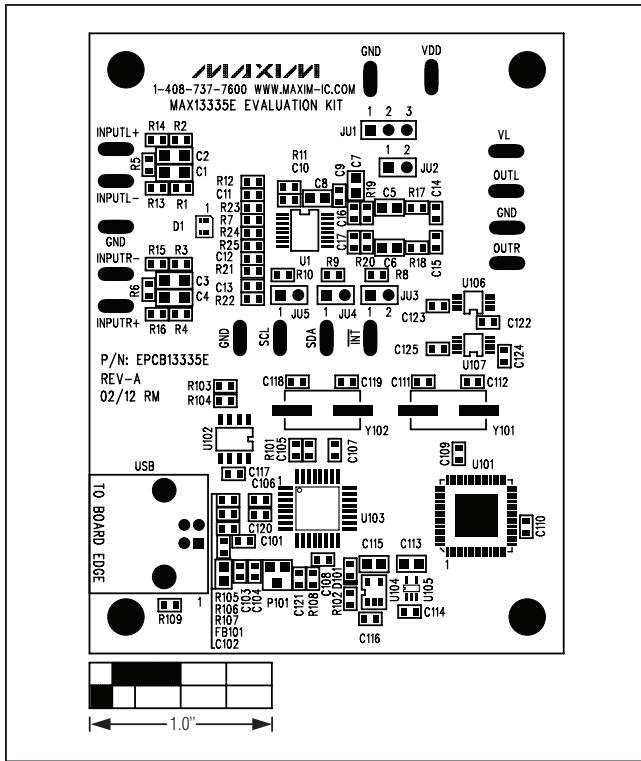 GND
VDD
MAXIM
1-408-737-7600 WWW.MAXIM-IC.COM
MAX13335E EVALUATION KIT
1 2 3
JU1
1 2
JU2
VL
OUTL
GND
OUTR
INPUTL+
INPUTL-
GND
INPUTR-
INPUTR+
R14 R2
R5
C2
C1
R13 R1
D1
1
R15 R3
R6
C3
C4
R16 R4
R12
C11
R23
R7
R24
R25
C12
R21
C13
R22
R11
C10
C8
C9
C7
R19
C16
C5
R17
C14
U1
C17
C6
R18
C15
R20
R10
R9
R8
1 JU5
1 JU4
1 2
JU3
GND
SCL
SDA
INT
U106
C123
C122
C125
U107
C124
P/N: EPCB13335E
REV-A
02/12 RM
R103
R104
C118
C119
C111
C112
Y102
Y101
U102
C117
R101
C105
C107
C109
U101
C110
1
USB
TO BOARD EDGE
1
C106
C120
C101
1
U103
C103
C104
P101
C121
R108
C108
R102
D101
C115
C113
U104
U105
C114
C116
R109
R105
R106
R107
FB101
C102
1.0"